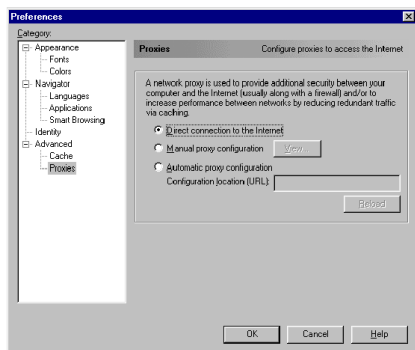 Preferences
Category:
Appearance
Fonts
Colors
Navigator
Languages
Applications
Smart Browsing
Identity
Advanced
Cache
Proxies
Proxies
Configure proxies to access the Internet
A network proxy is used to provide additional security between your
computer and the Internet (usually along with a firewall) and/or to
increase performance between networks by reducing redundant traffic
via caching.
Direct connection to the Internet
Manual proxy configuration
View...
Automatic proxy configuration
Configuration location (URL):
Reload
OK
Cancel
Help